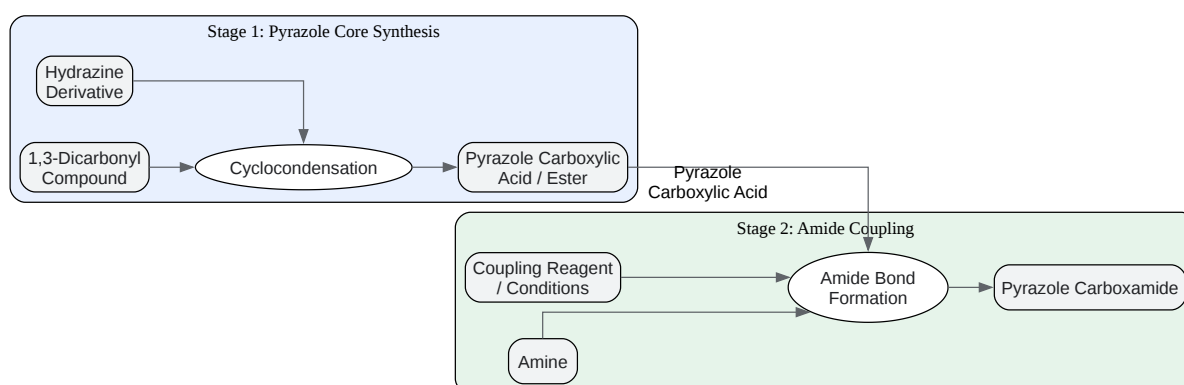 Stage 1: Pyrazole Core Synthesis
Hydrazine
Derivative
1,3-Dicarbonyl
Compound
Cyclocondensation
Pyrazole Carboxylic
Acid / Ester
Pyrazole
Carboxylic Acid
Stage 2: Amide Coupling
Coupling Reagent
/ Conditions
Amine
Amide Bond
Formation
Pyrazole Carboxamide